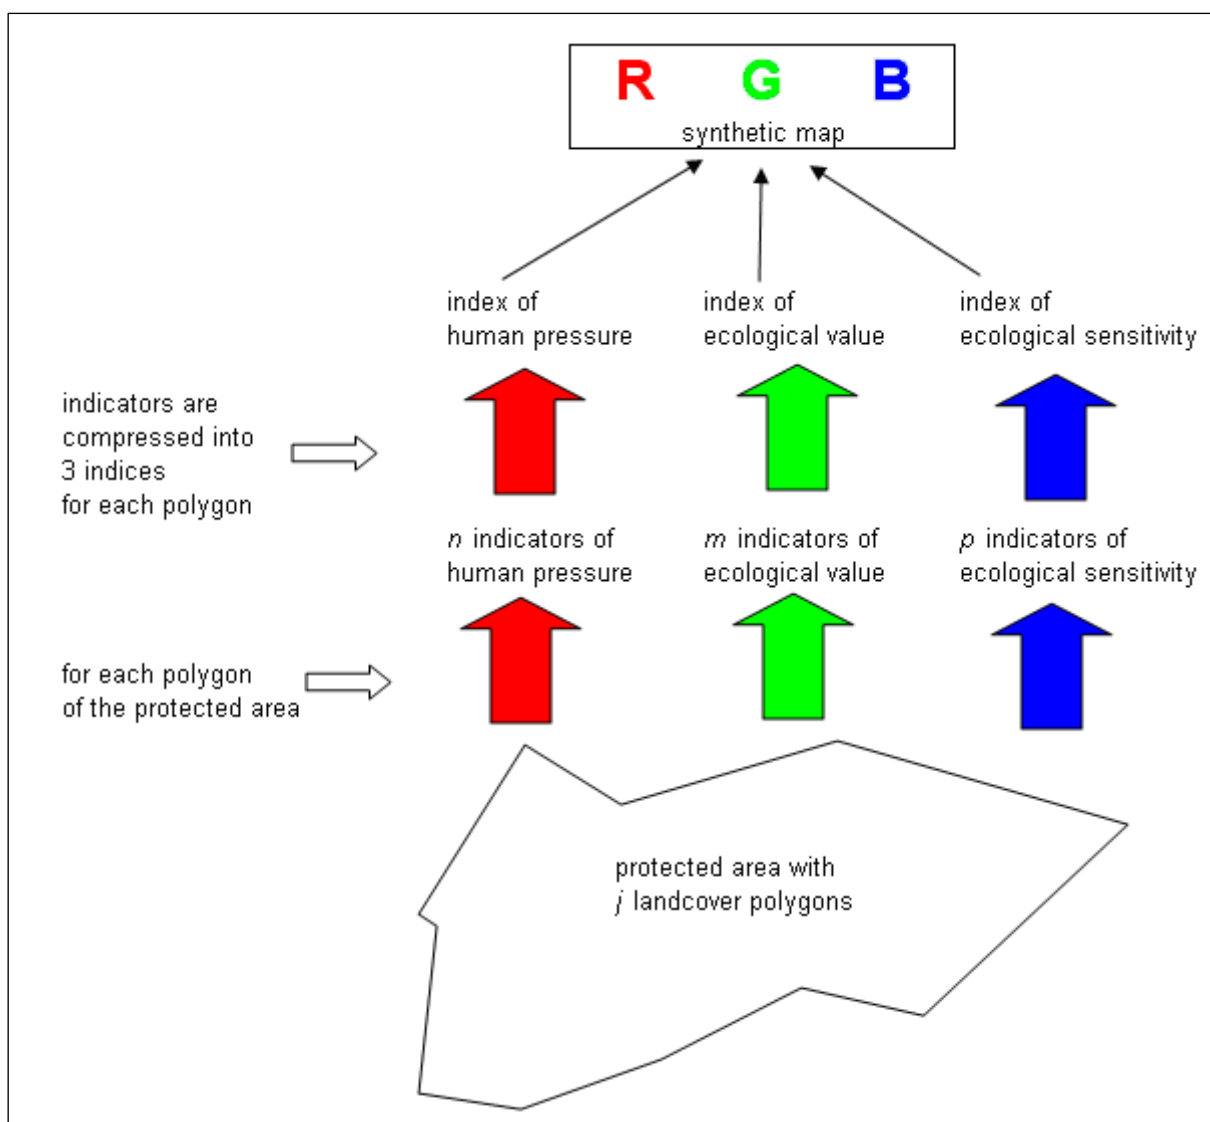 R G B
synthetic map
index of
human pressure
index of
ecological value
index of
ecological sensitivity
indicators are
compressed into
3 indices
for each polygon
n indicators of
human pressure
m indicators of
ecological value
p indicators of
ecological sensitivity
for each polygon
of the protected area
protected area with
j landcover polygons